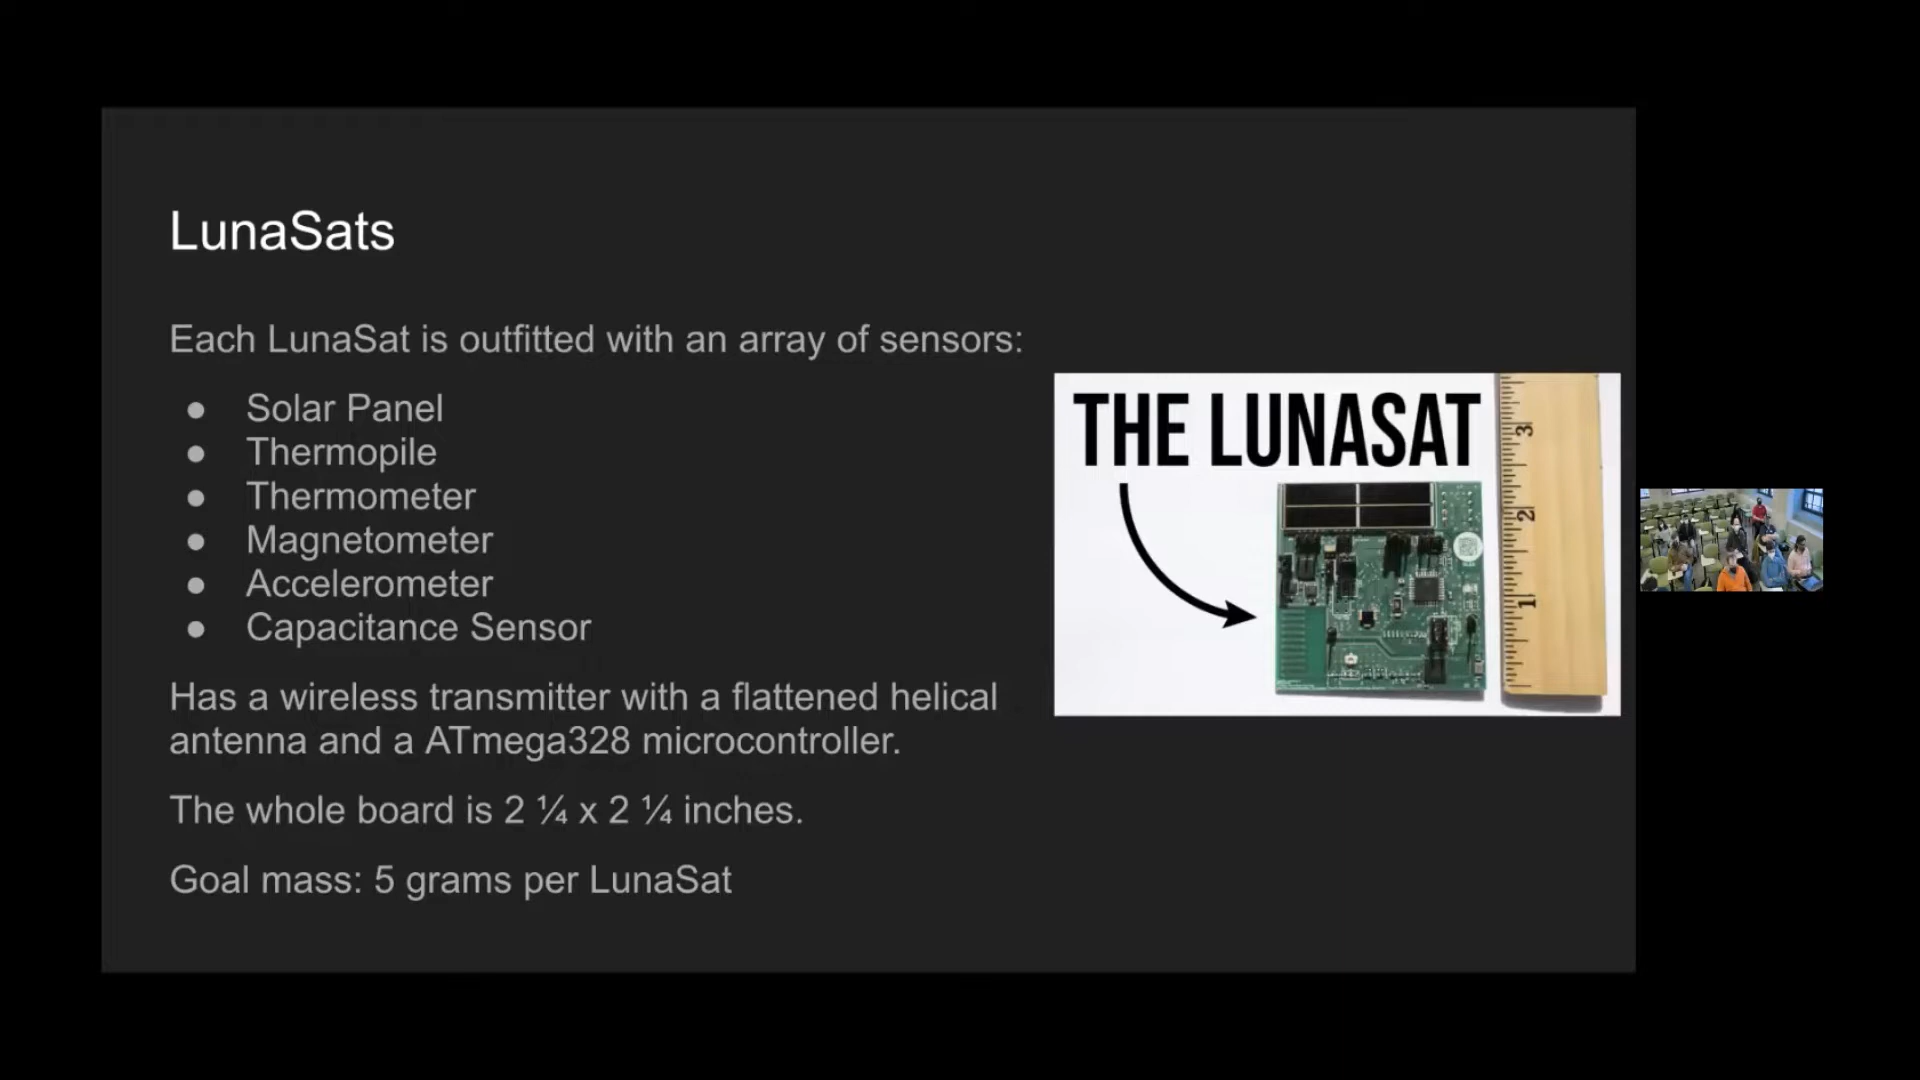 LunaSats
Each LunaSat is outfitted with an array of sensors:
● Solar Panel
● Thermopile
● Thermometer
● Magnetometer
● Accelerometer
● Capacitance Sensor
Has a wireless transmitter with a flattened helical
antenna and a ATmega328 microcontroller.
The whole board is 2 ¼ x 2 ¼ inches.
Goal mass: 5 grams per LunaSat
THE LUNASAT
3
2
1